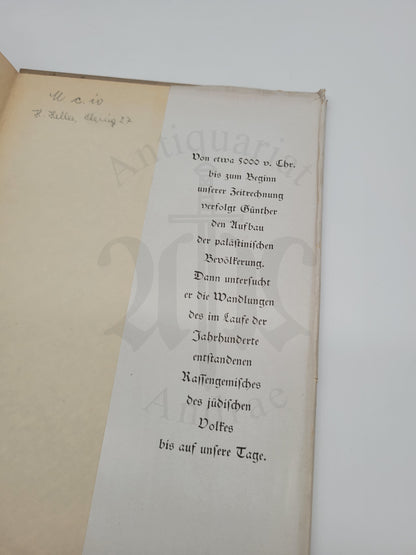 Von etwa 5000 v. Chr.
bis zum Beginn
unserer Zeitrechnung
verfolgt Günther
den Aufbau
der palästinischen
Bevölkerung.
Dann untersucht
er die Wandlungen
des im Laufe der
Jahrhunderte
entstandenen
Rassengemisches
des jüdischen
Volkes
bis auf unsere Tage.
Antiquariat